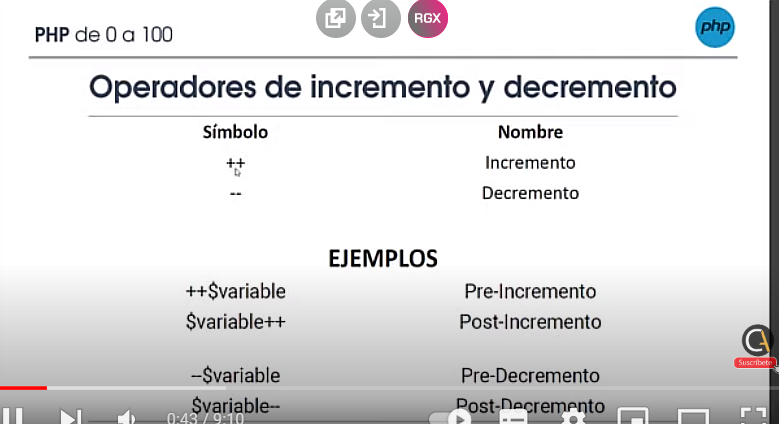 RGX
PHP de 0 a 100
php
Operadores de incremento y decremento
Símbolo Nombre
++ Incremento
-- Decremento
EJEMPLOS
++$variable Pre-Incremento
$variable++ Post-Incremento
CA
Suscríbete
--$variable Pre-Decremento
$variable-- Post-Decremento
0:43 / 9:10